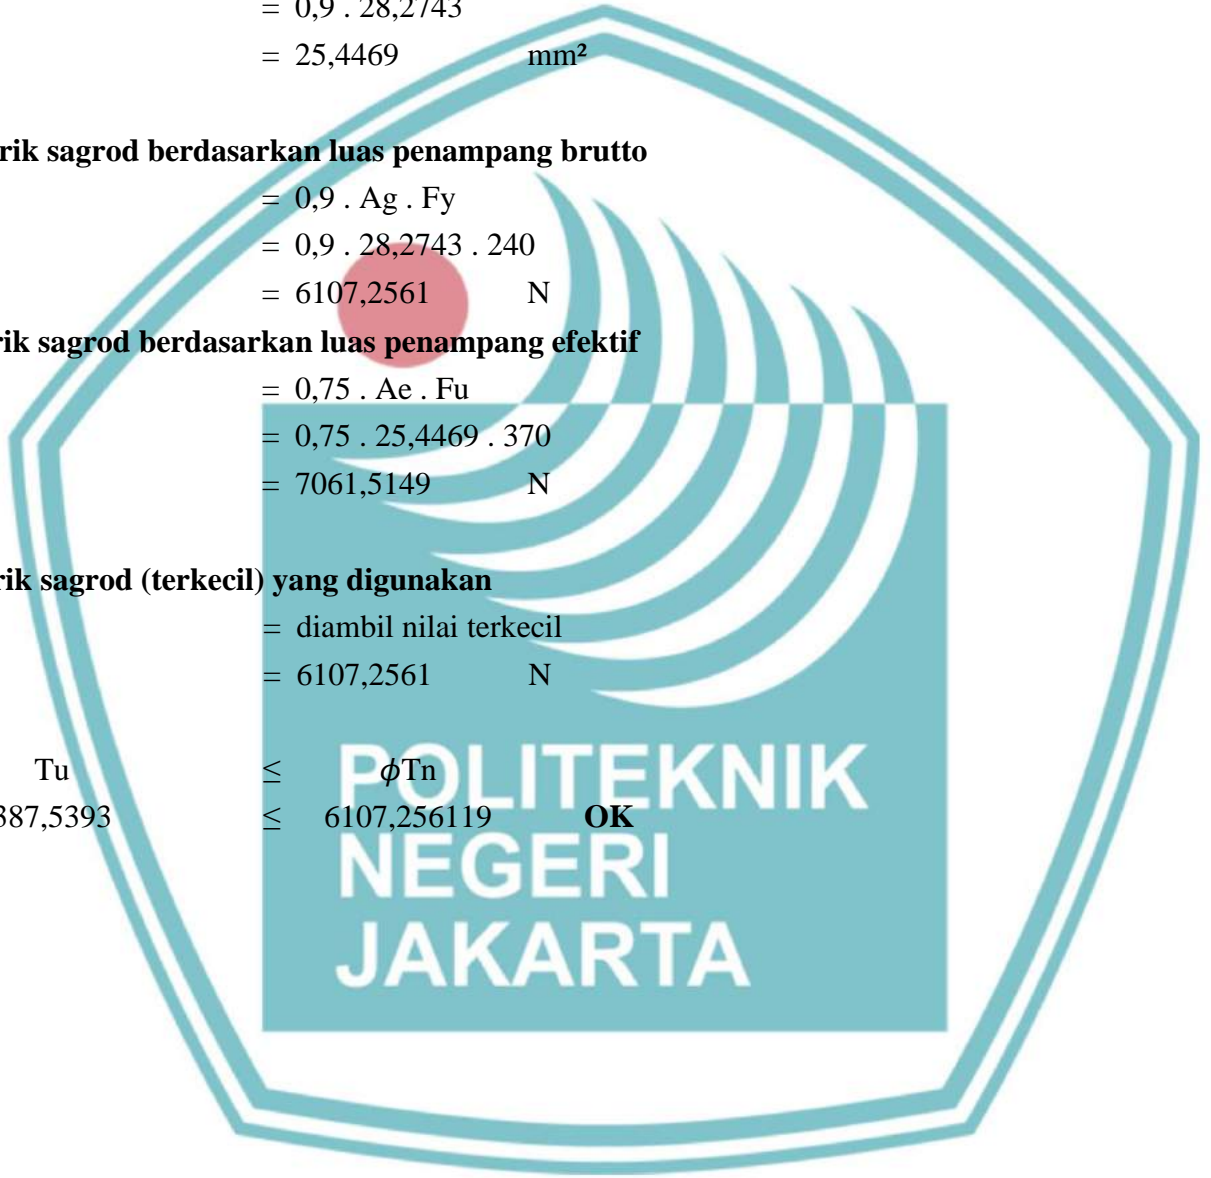 = 0,9 . 28,2743
= 25,4469 mm²
rik sagrod berdasarkan luas penampang brutto
= 0,9 . Ag . Fy
= 0,9 . 28,2743 . 240
= 6107,2561 N
rik sagrod berdasarkan luas penampang efektif
= 0,75 . Ae . Fu
= 0,75 . 25,4469 . 370
= 7061,5149 N
rik sagrod (terkecil) yang digunakan
= diambil nilai terkecil
= 6107,2561 N
Tu ≤ ϕTn
387,5393 ≤ 6107,256119 OK
POLITEKNIK
NEGERI
JAKARTA